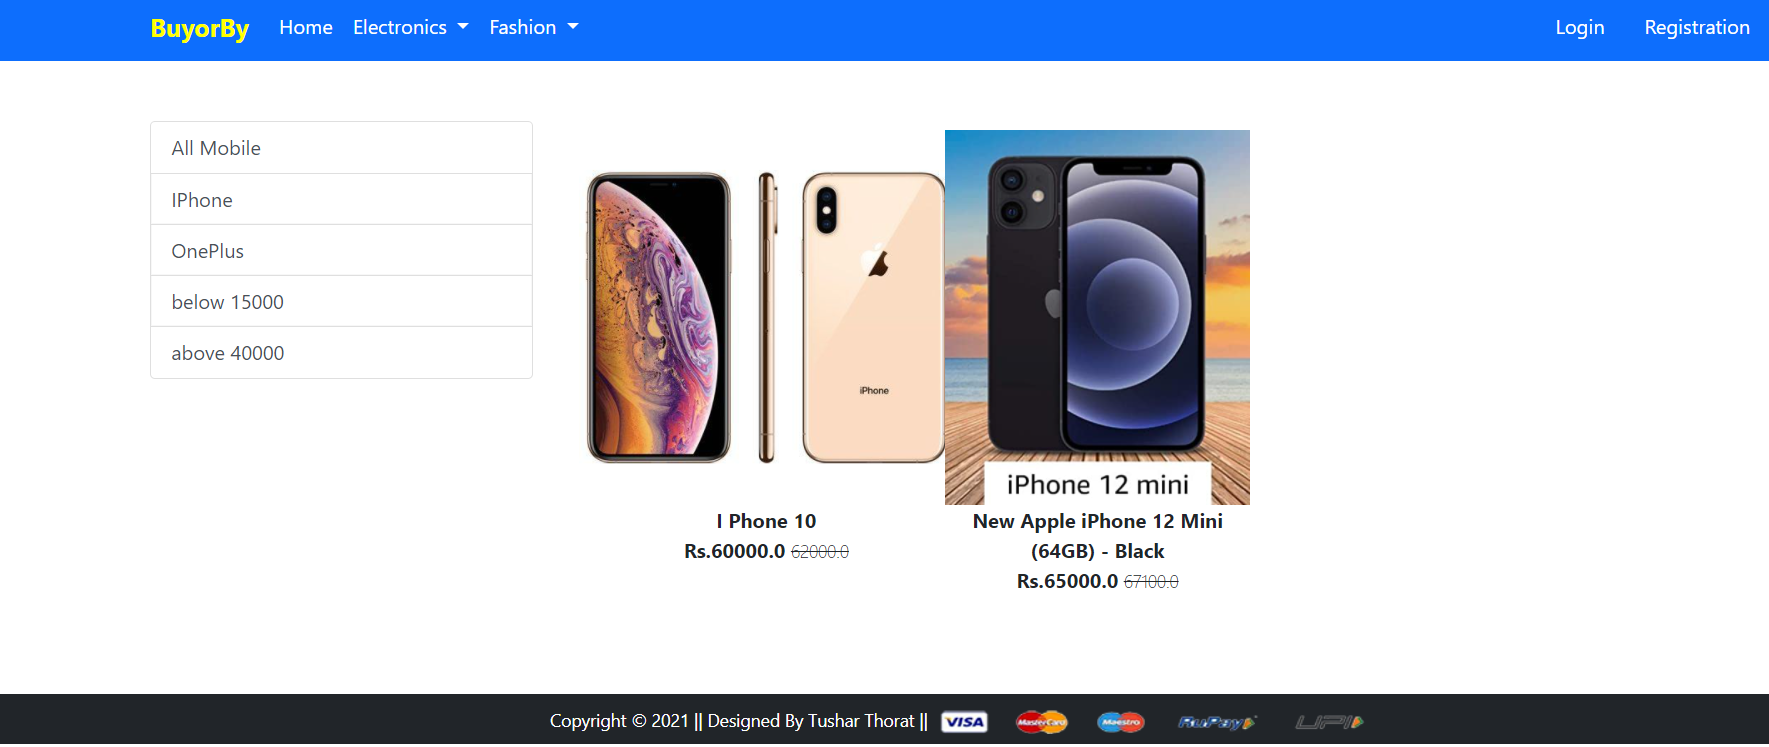 BuyorBy Home Electronics Fashion Login Registration
All Mobile
IPhone
OnePlus
below 15000
above 40000
iPhone
iPhone 12 mini
I Phone 10
Rs.60000.0 62000.0
New Apple iPhone 12 Mini
(64GB) - Black
Rs.65000.0 67100.0
Copyright © 2021 || Designed By Tushar Thorat || VISA MasterCard Maestro RuPay UPI